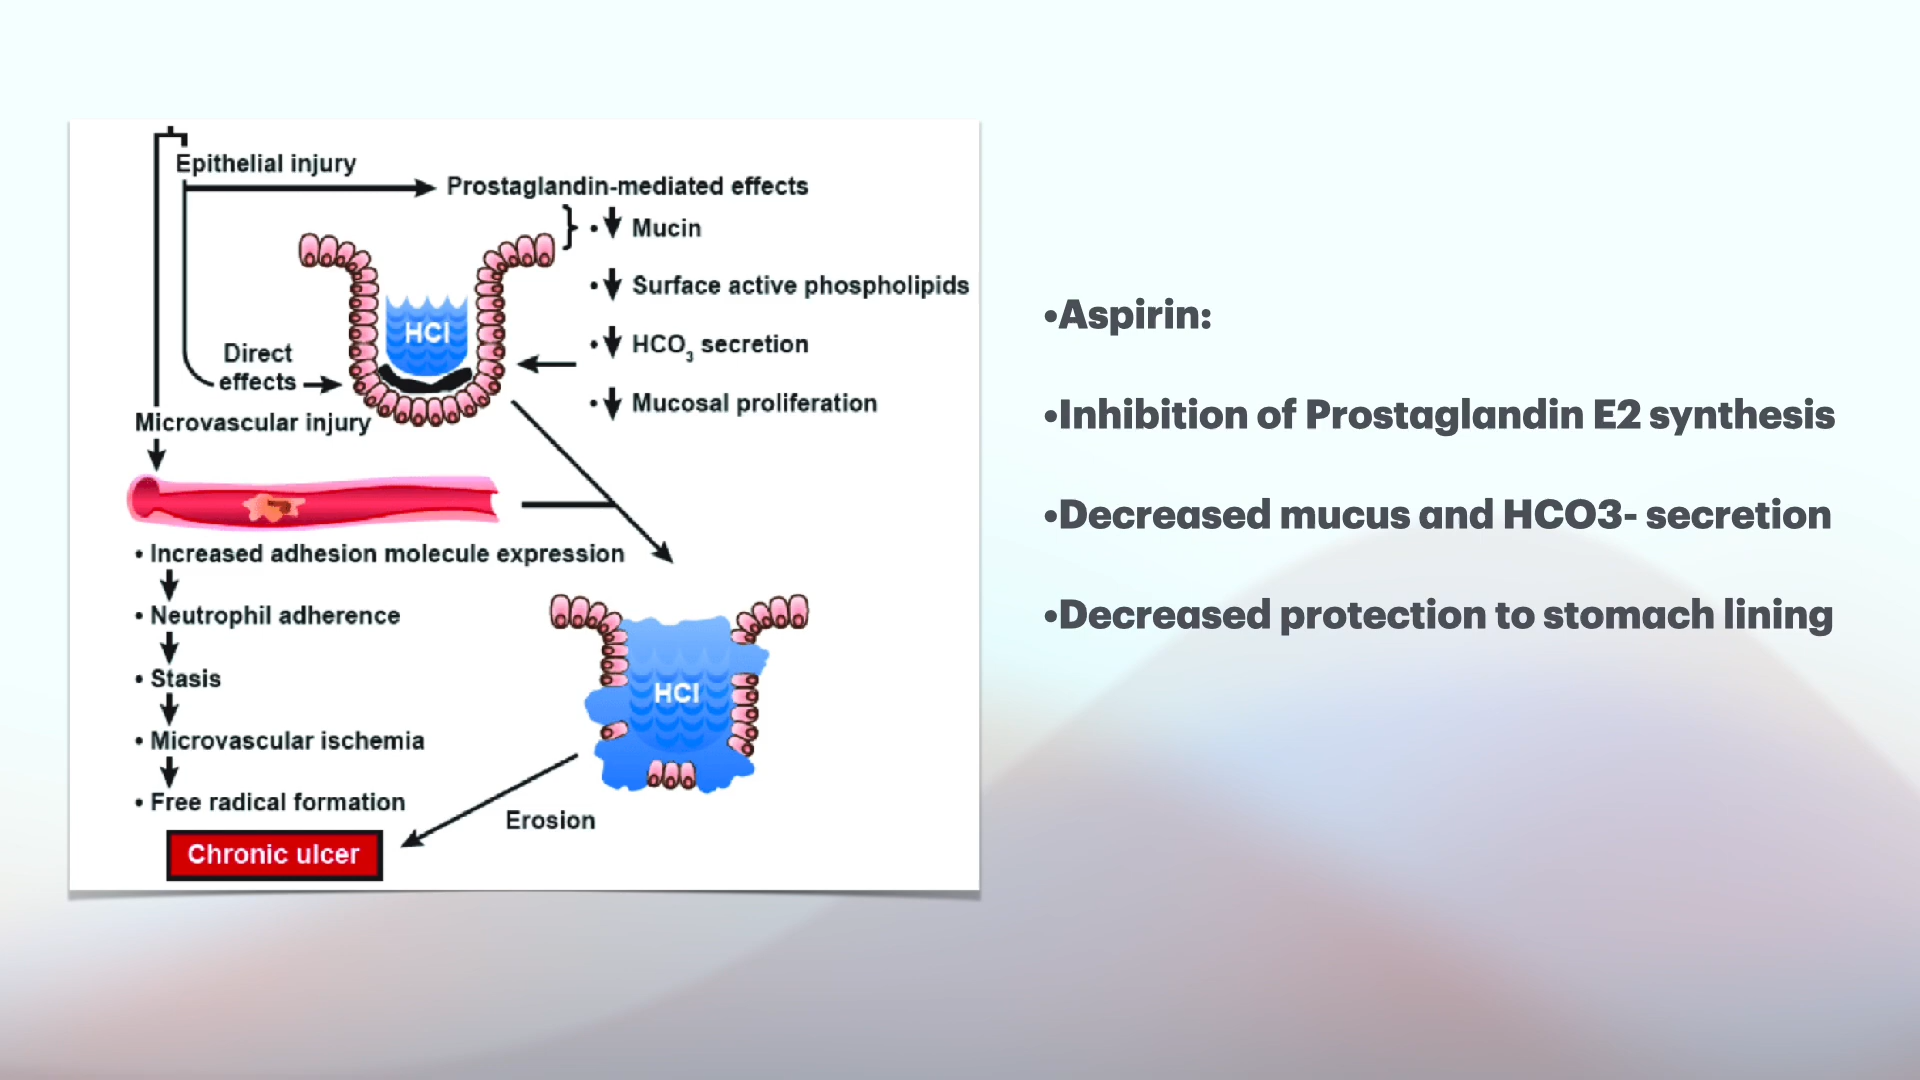 Epithelial injury
Prostaglandin-mediated effects
• Mucin
• Surface active phospholipids
• HCO3 secretion
• Mucosal proliferation
HCl
Direct
effects
Microvascular injury
• Increased adhesion molecule expression
• Neutrophil adherence
• Stasis
• Microvascular ischemia
• Free radical formation
HCl
Erosion
Chronic ulcer
•Aspirin:
•Inhibition of Prostaglandin E2 synthesis
•Decreased mucus and HCO3- secretion
•Decreased protection to stomach lining